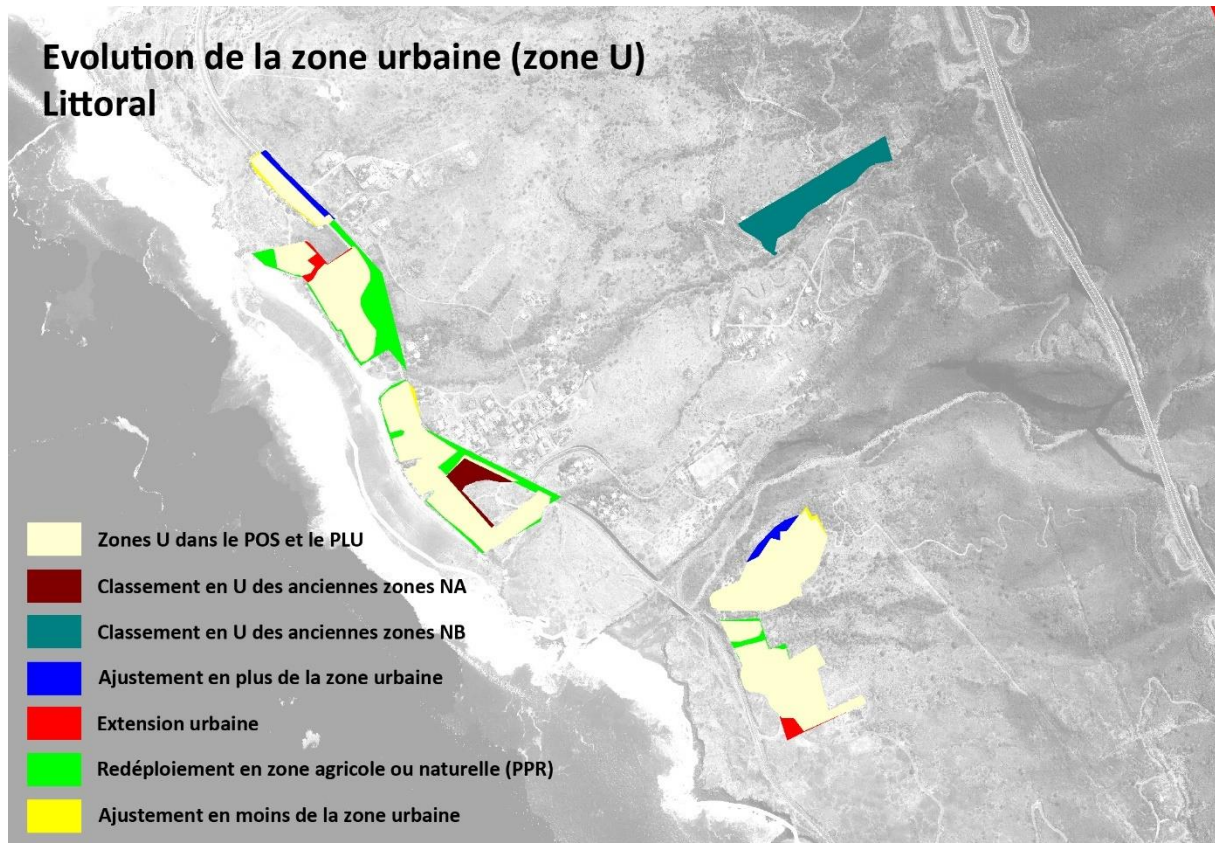 Evolution de la zone urbaine (zone U)
Littoral
Zones U dans le POS et le PLU
Classement en U des anciennes zones NA
Classement en U des anciennes zones NB
Ajustement en plus de la zone urbaine
Extension urbaine
Redéploiement en zone agricole ou naturelle (PPR)
Ajustement en moins de la zone urbaine